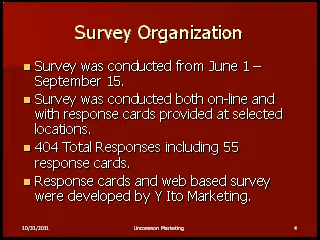 Survey Organization
Survey was conducted from June 1 –
September 15.
Survey was conducted both on-line and
with response cards provided at selected
locations.
404 Total Responses including 55
response cards.
Response cards and web based survey
were developed by Y Ito Marketing.
10/31/2011 Uncommon Marketing 4